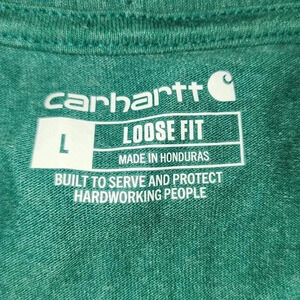 carhartt
L
LOOSE FIT
MADE IN HONDURAS
BUILT TO SERVE AND PROTECT
HARDWORKING PEOPLE